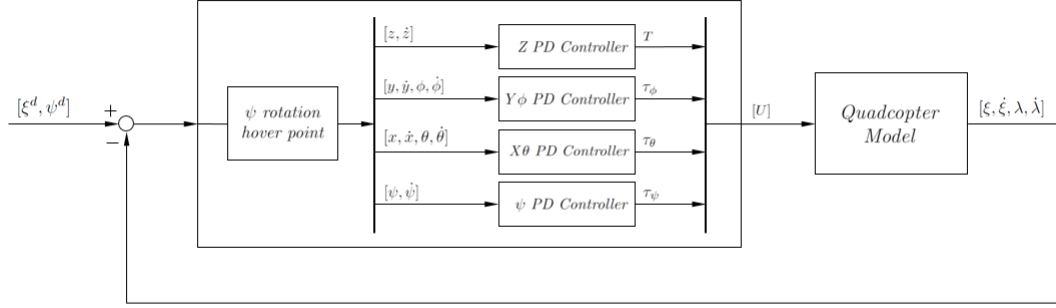 [ξ^d, ψ^d]
+
−
ψ rotation
hover point
[z, ż]
Z PD Controller
T
[y, ẏ, ϕ, ϕ̇]
Yϕ PD Controller
τ_ϕ
[x, ẋ, θ, θ̇]
Xθ PD Controller
τ_θ
[ψ, ψ̇]
ψ PD Controller
τ_ψ
[U]
Quadcopter
Model
[ξ, ξ̇, λ, λ̇]